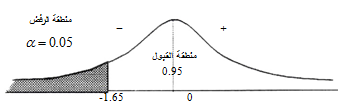 منطقة الرفض
α = 0.05
− +
منطقة القبول
0.95
-1.65 0